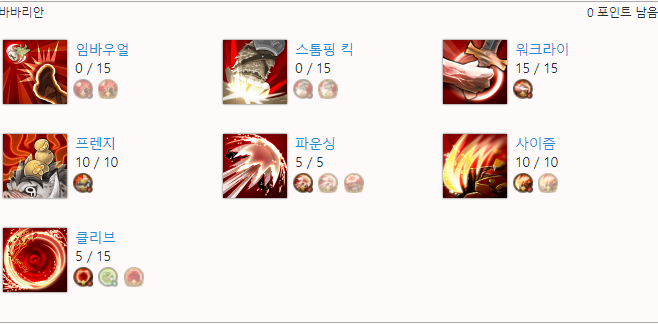 바바리안
0 포인트 남음
임바우얼
0 / 15
스톰핑 킥
0 / 15
워크라이
15 / 15
프렌지
10 / 10
파운싱
5 / 5
사이즘
10 / 10
클리브
5 / 15